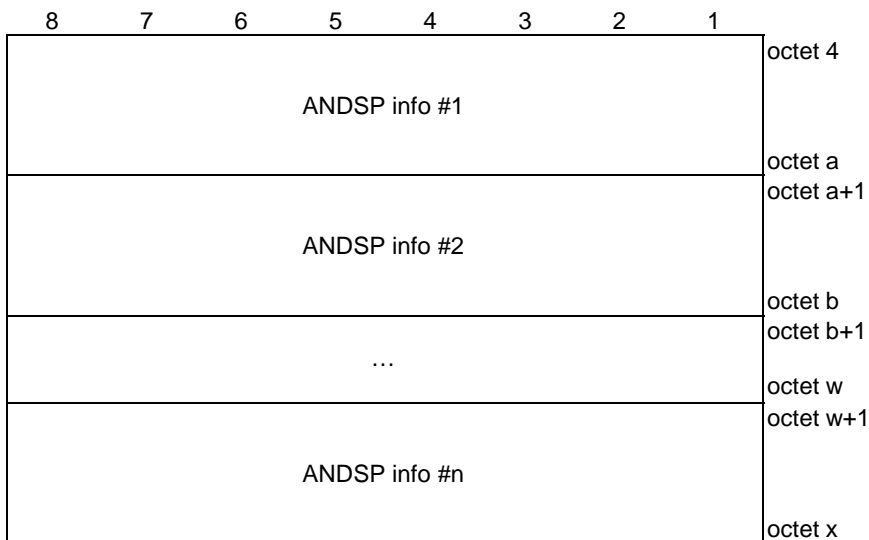 8 7 6 5 4 3 2 1
octet 4
ANDSP info #1
octet a
octet a+1
ANDSP info #2
octet b
octet b+1
…
octet w
octet w+1
ANDSP info #n
octet x